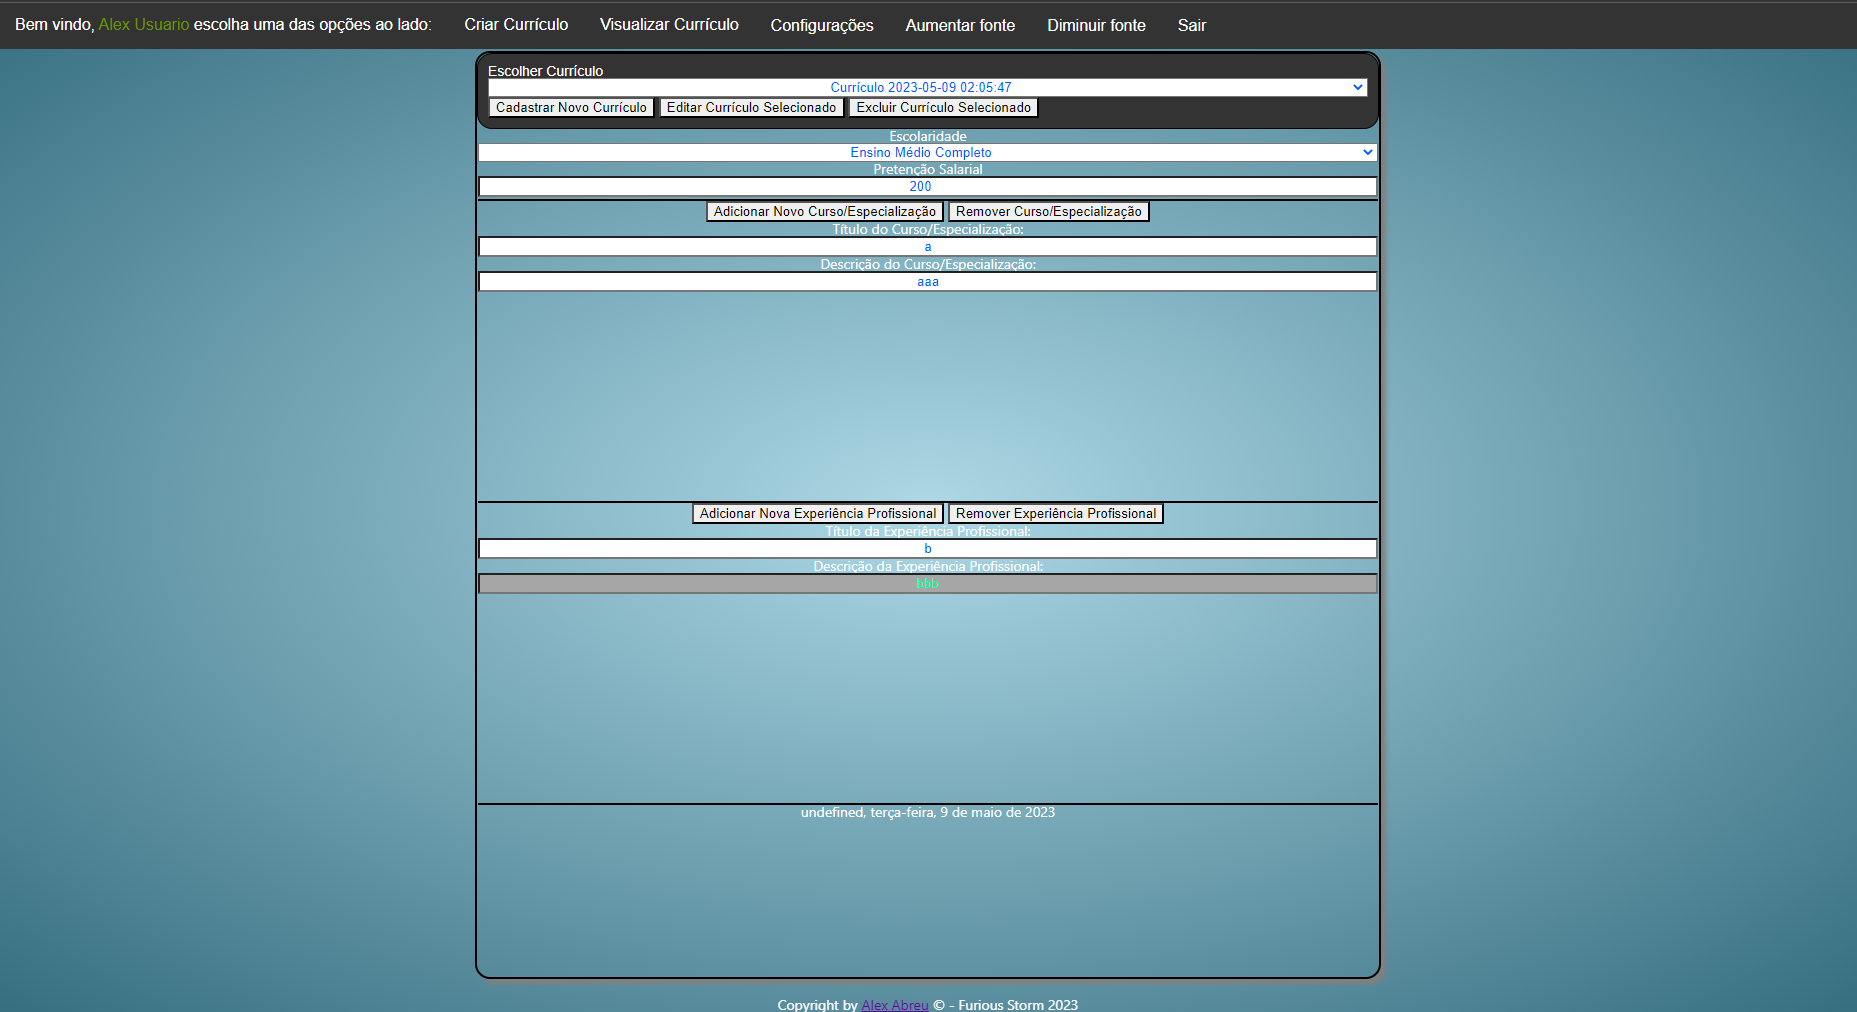 Bem vindo, Alex Usuario escolha uma das opções ao lado: Criar Currículo Visualizar Currículo Configurações Aumentar fonte Diminuir fonte Sair
Escolher Currículo
Currículo 2023-05-09 02:05:47
Cadastrar Novo Currículo Editar Currículo Selecionado Excluir Currículo Selecionado
Escolaridade
Ensino Médio Completo
Pretenção Salarial
200
Adicionar Novo Curso/Especialização Remover Curso/Especialização
Título do Curso/Especialização:
a
Descrição do Curso/Especialização:
aaa
Adicionar Nova Experiência Profissional Remover Experiência Profissional
Título da Experiência Profissional:
b
Descrição da Experiência Profissional:
bbb
undefined, terça-feira, 9 de maio de 2023
Copyright by Alex Abreu © - Furious Storm 2023